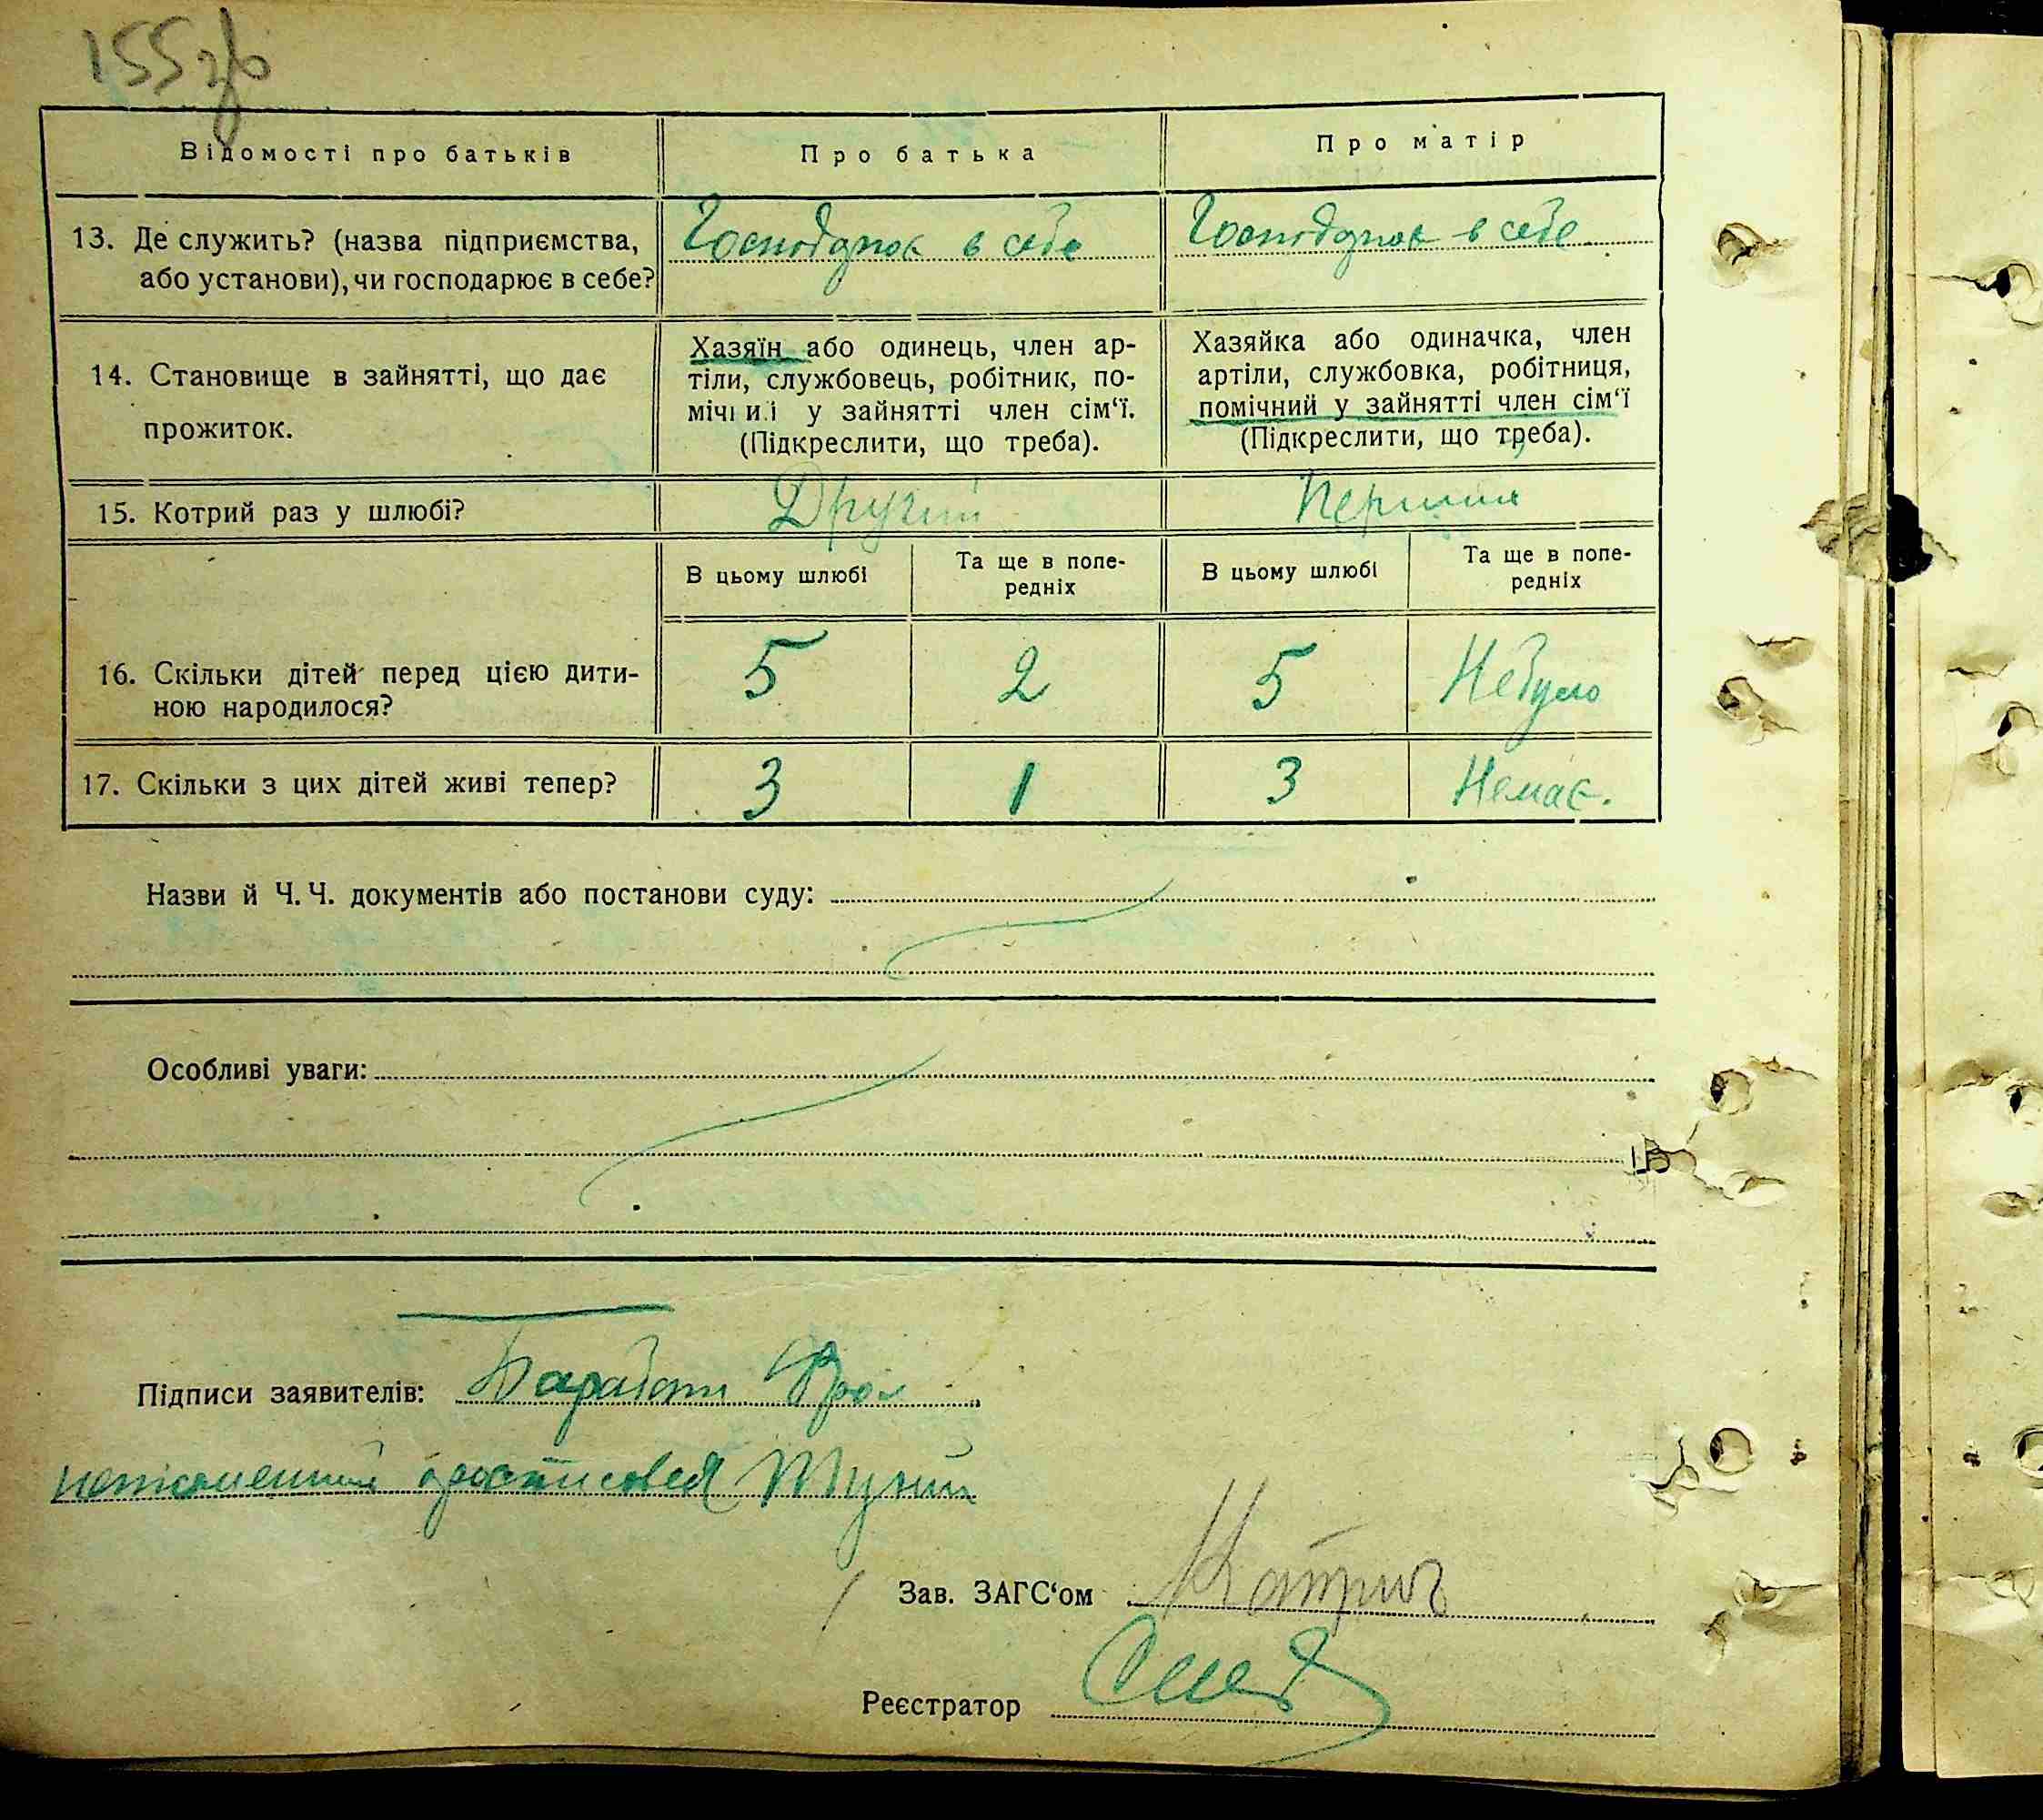 155 зв
Відомості про батьків
Про батька
Про матір
13. Де служить? (назва підприємства,
або установи), чи господарює в себе?
Господарює в себе
Господарює в себе
14. Становище в зайнятті, що дає
прожиток.
Хазяїн або одинець, член ар-
тіли, службовець, робітник, по-
мічний у зайнятті член сім‘ї.
(Підкреслити, що треба).
Хазяйка або одиначка, член
артіли, службовка, робітниця,
помічний у зайнятті член сім‘ї
(Підкреслити, що треба).
15. Котрий раз у шлюбі?
Другий
Перший
В цьому шлюбі
Та ще в попе-
редніх
В цьому шлюбі
Та ще в попе-
редніх
16. Скільки дітей перед цією дити-
ною народилося?
5
2
5
Небуло
17. Скільки з цих дітей живі тепер?
3
1
3
Немає.
Назви й Ч. Ч. документів або постанови суду:
Особливі уваги:
Підписи заявителів:
Зав. ЗАГС‘ом
Реєстратор